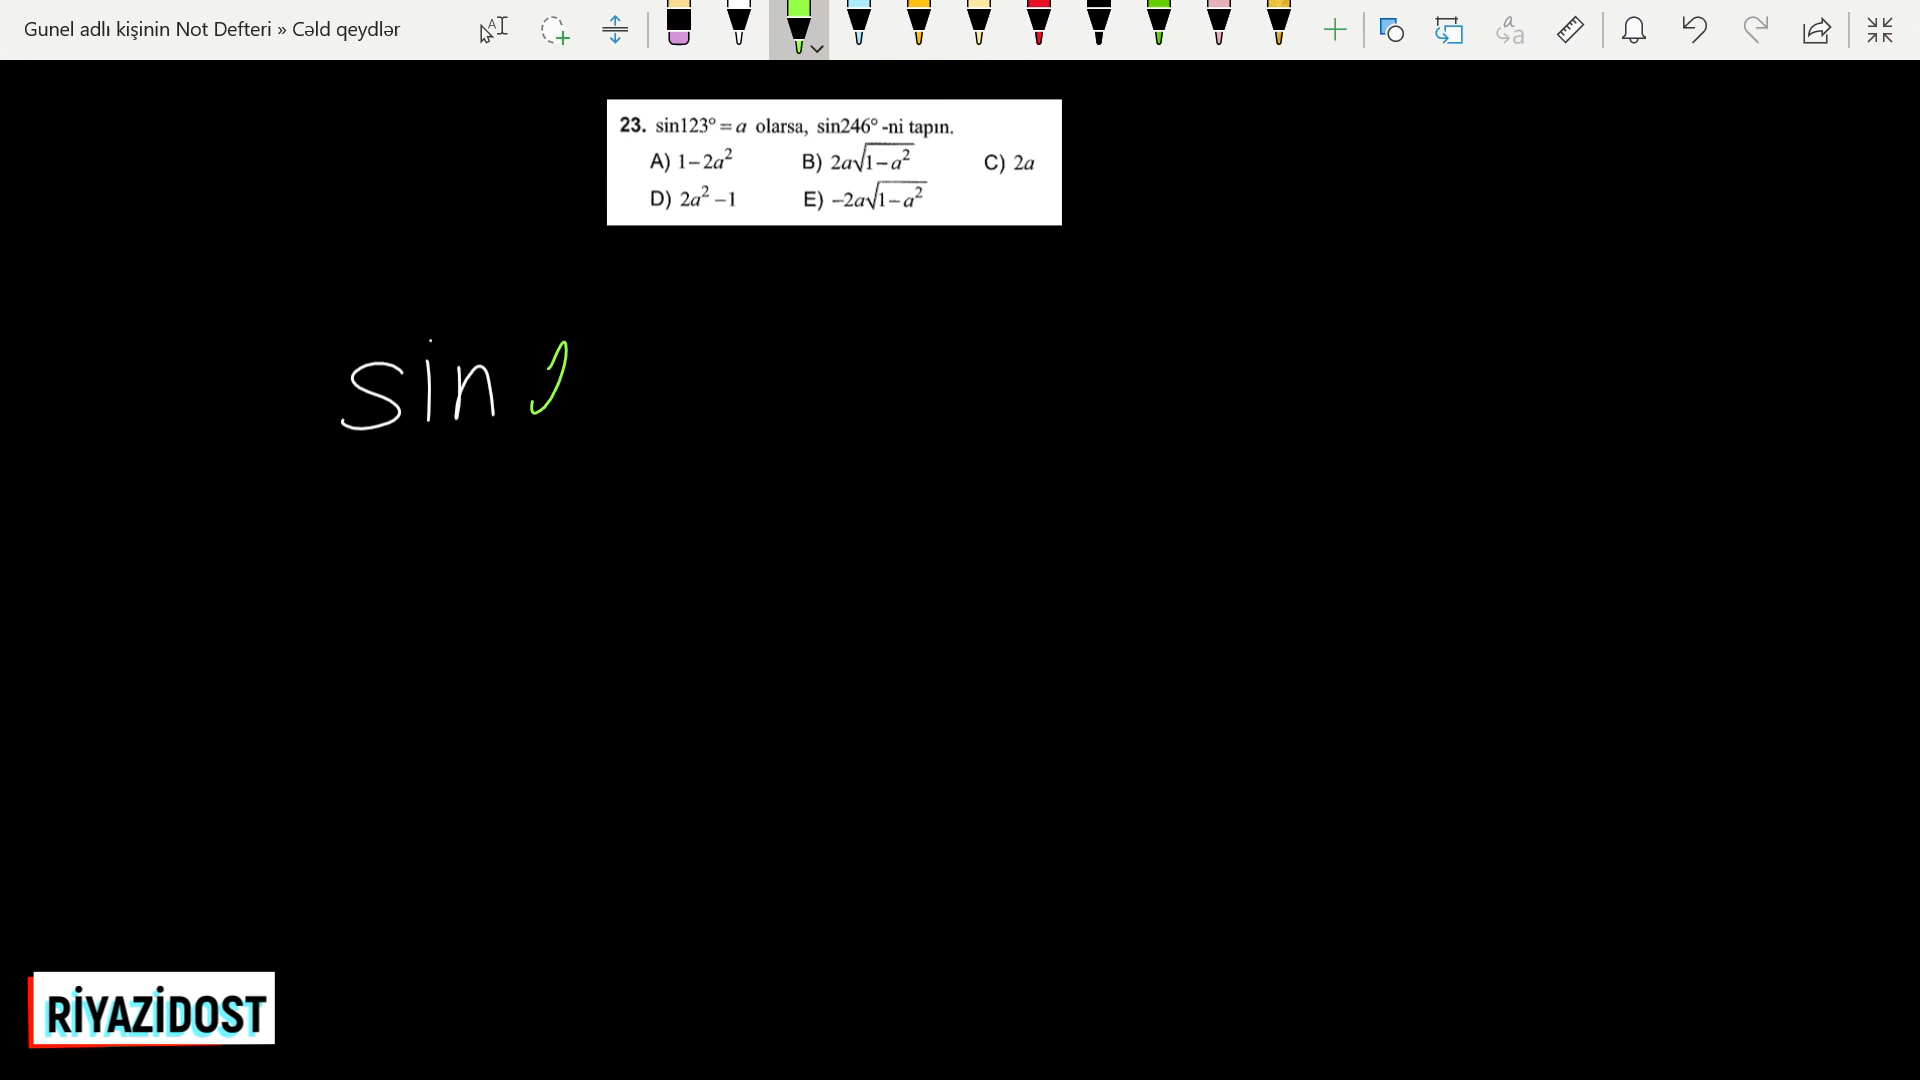 Gunel adlı kişinin Not Defteri » Cəld qeydlər
23. sin123° = a olarsa, sin246° -ni tapın.
A) 1−2a² B) 2a√(1−a²) C) 2a
D) 2a² −1 E) −2a√(1−a²)
sin
RİYAZİDOST